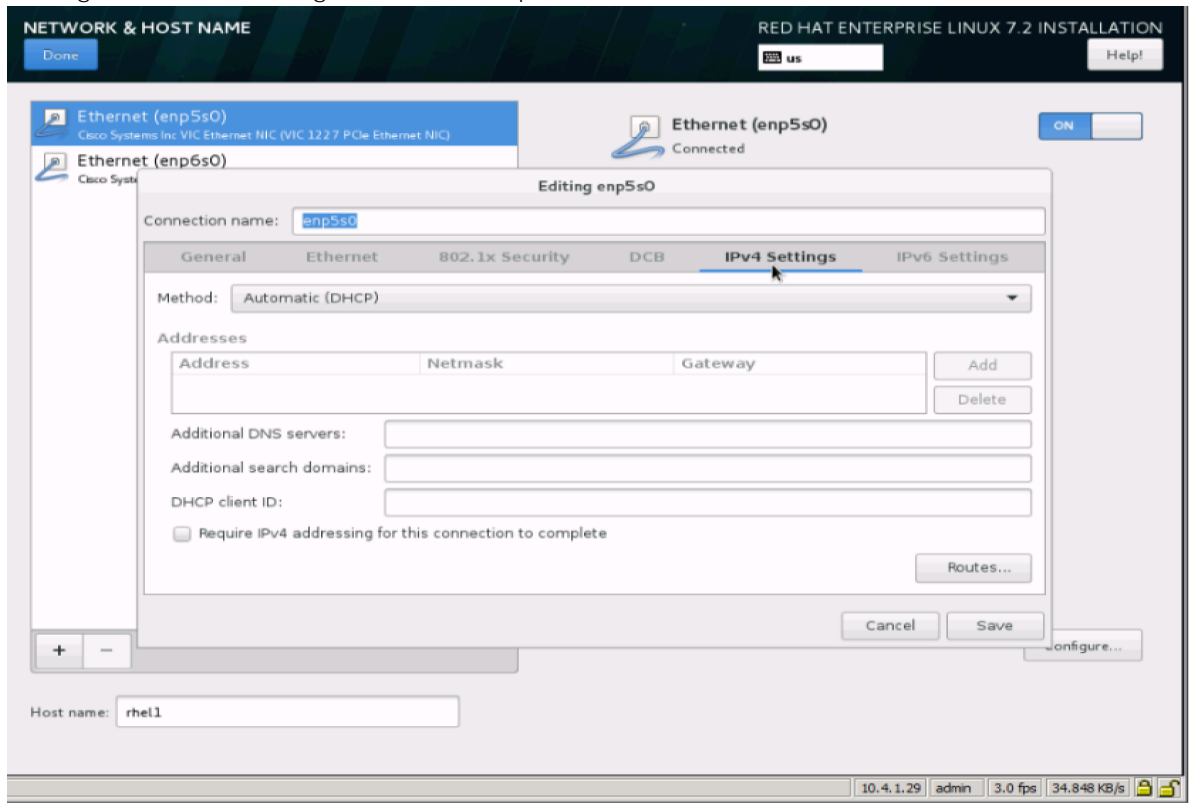 NETWORK & HOST NAME
RED HAT ENTERPRISE LINUX 7.2 INSTALLATION
Done
us
Help!
Ethernet (enp5s0)
Cisco Systems Inc VIC Ethernet NIC (VIC 1227 PCIe Ethernet NIC)
Ethernet (enp5s0)
ON
Connected
Ethernet (enp6s0)
Cisco
Editing enp5s0
Connection name: enp5s0
General Ethernet 802.1x Security DCB IPv4 Settings IPv6 Settings
Method: Automatic (DHCP)
Addresses
Address Netmask Gateway
Add
Delete
Additional DNS servers:
Additional search domains:
DHCP client ID:
Require IPv4 addressing for this connection to complete
Routes...
Cancel Save
+ −
Host name: rhel1
10.4.1.29 admin 3.0 fps 34.848 KB/s